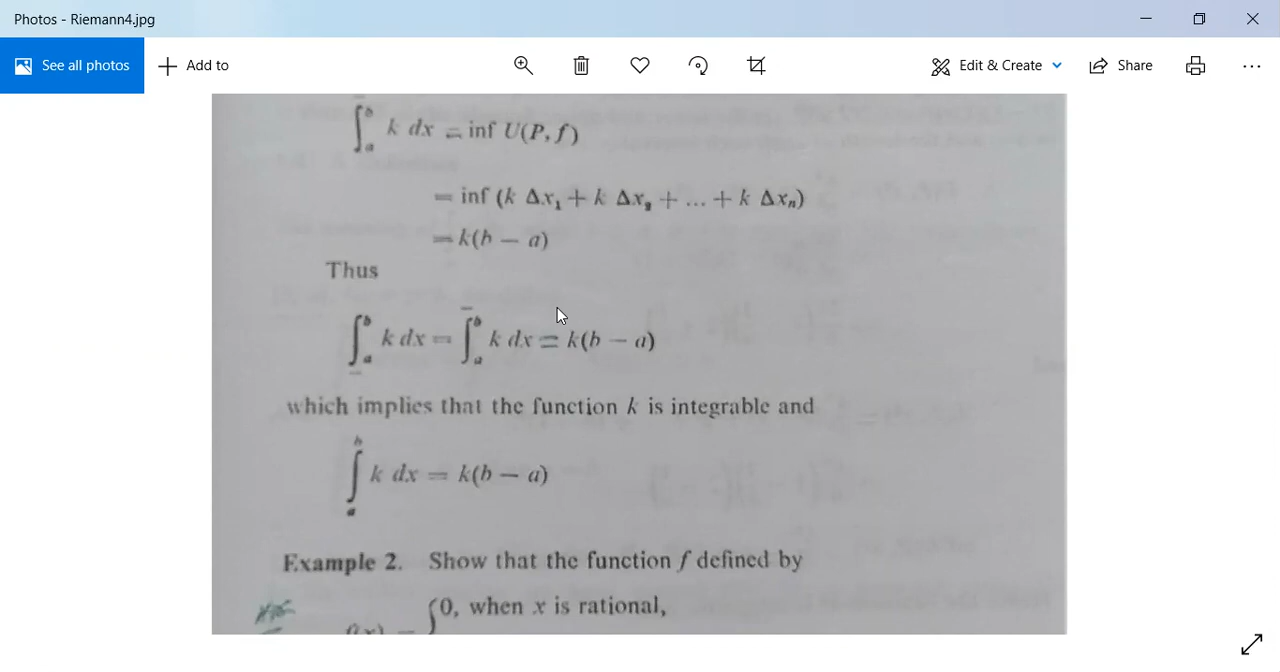 Photos - Riemann4.jpg
See all photos
Add to
Edit & Create
Share
∫ₐᵇ k dx = inf U(P, f)
= inf (k Δx₁ + k Δx₂ + ... + k Δxₙ)
= k(b − a)
Thus
∫ₐᵇ k dx = ∫ₐᵇ k dx = k(b − a)
which implies that the function k is integrable and
∫ₐᵇ k dx = k(b − a)
Example 2. Show that the function f defined by
{0, when x is rational,
f(x) =